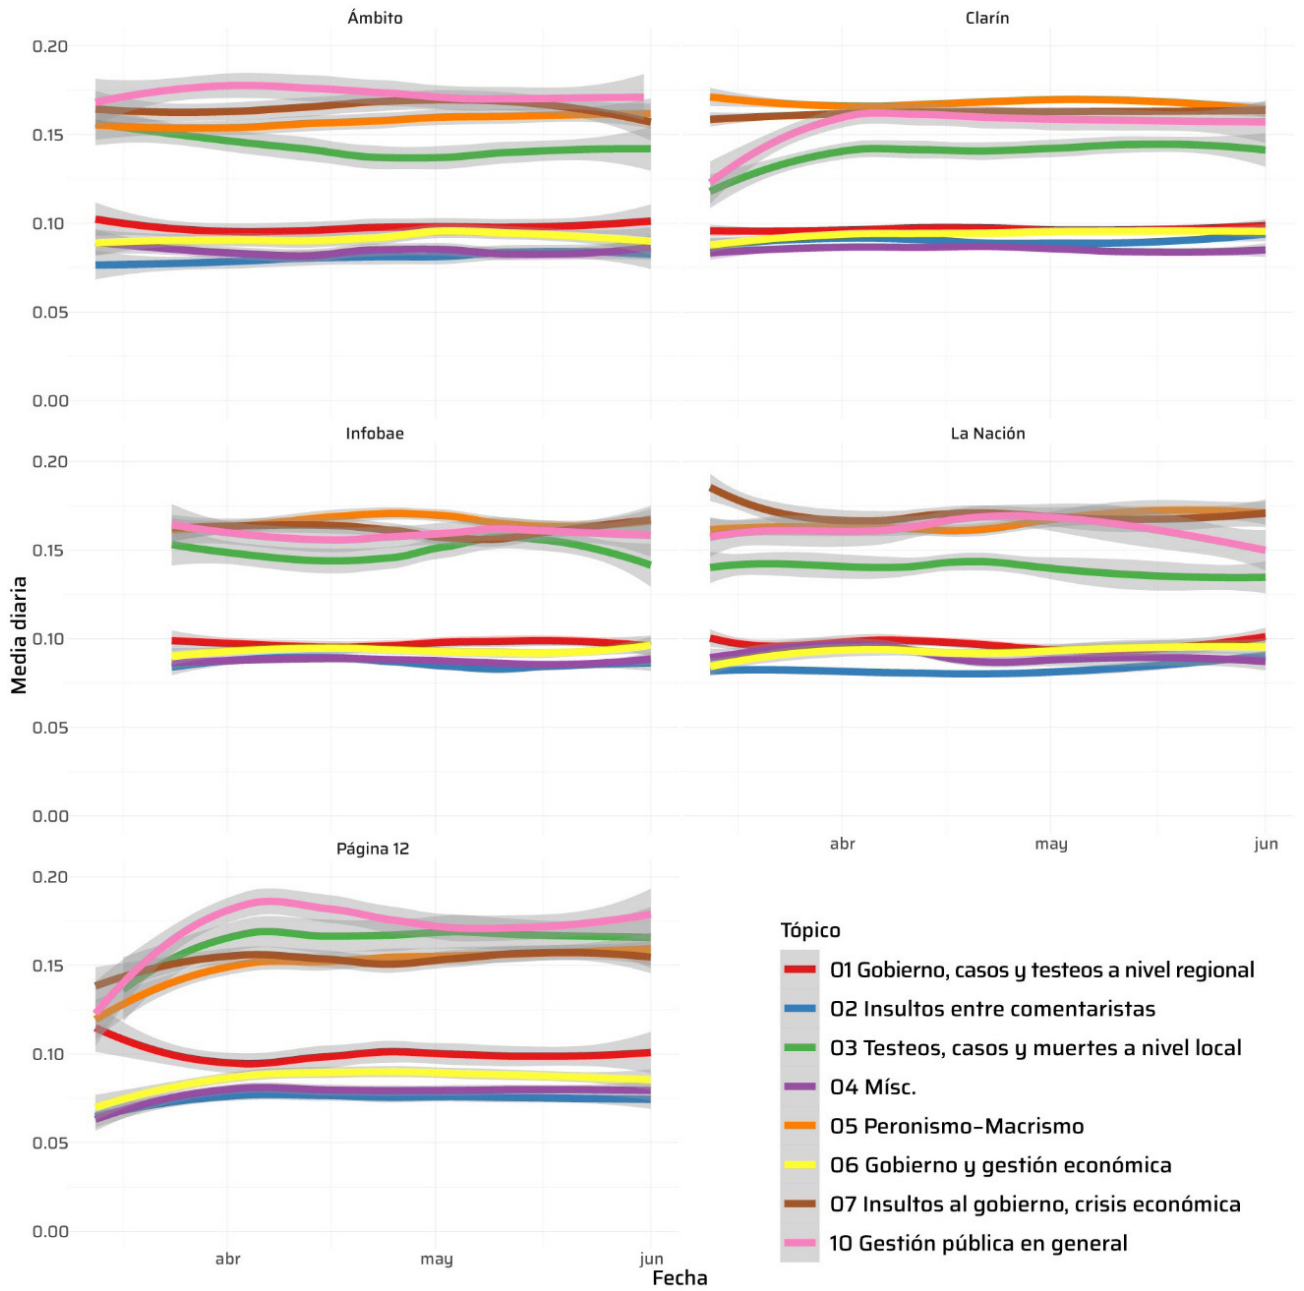 Ámbito
Clarín
0.20
0.15
0.10
0.05
0.00
Infobae
La Nación
0.20
0.15
0.10
0.05
0.00
abr may jun
Página 12
0.20
0.15
0.10
0.05
0.00
abr may jun
Media diaria
Fecha
Tópico
01 Gobierno, casos y testeos a nivel regional
02 Insultos entre comentaristas
03 Testeos, casos y muertes a nivel local
04 Mísc.
05 Peronismo–Macrismo
06 Gobierno y gestión económica
07 Insultos al gobierno, crisis económica
10 Gestión pública en general